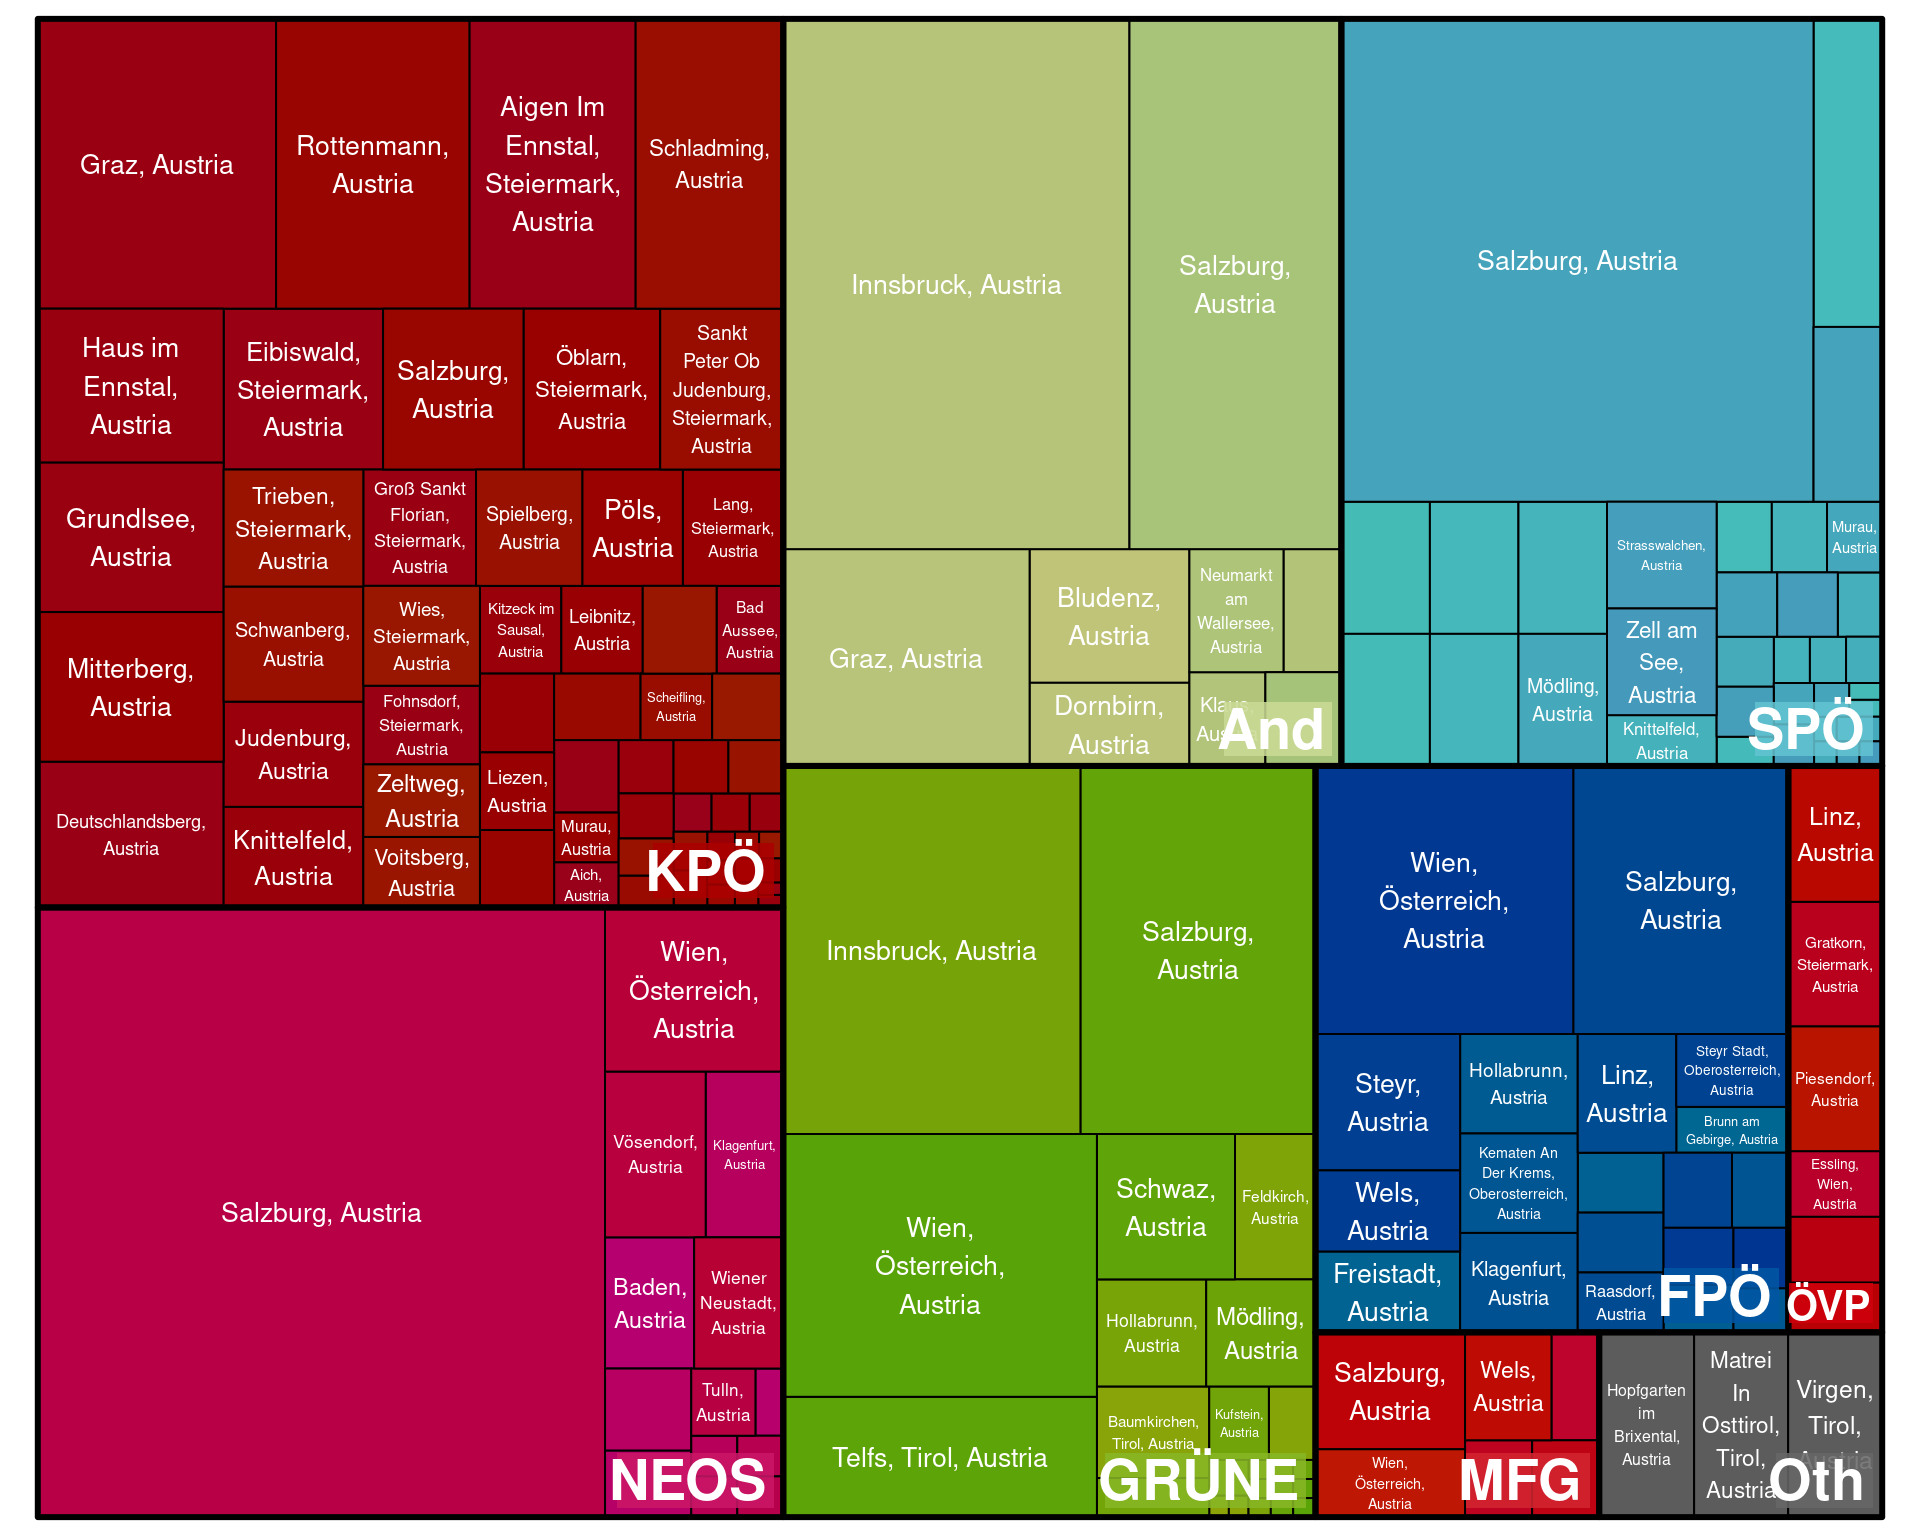 Graz, Austria
Rottenmann,
Austria
Aigen Im
Ennstal,
Steiermark,
Austria
Schladming,
Austria
Haus im
Ennstal,
Austria
Eibiswald,
Steiermark,
Austria
Salzburg,
Austria
Öblarn,
Steiermark,
Austria
Sankt
Peter Ob
Judenburg,
Steiermark,
Austria
Grundlsee,
Austria
Trieben,
Steiermark,
Austria
Groß Sankt
Florian,
Steiermark,
Austria
Spielberg,
Austria
Pöls,
Austria
Lang,
Steiermark,
Austria
Mitterberg,
Austria
Schwanberg,
Austria
Wies,
Steiermark,
Austria
Kitzeck im
Sausal,
Austria
Leibnitz,
Austria
Bad
Aussee,
Austria
Fohnsdorf,
Steiermark,
Austria
Scheifling,
Austria
Judenburg,
Austria
Deutschlandsberg,
Austria
Zeltweg,
Austria
Liezen,
Austria
Knittelfeld,
Austria
Voitsberg,
Austria
Murau,
Austria
Aich,
Austria
KPÖ
Innsbruck, Austria
Salzburg,
Austria
Graz, Austria
Bludenz,
Austria
Neumarkt
am
Wallersee,
Austria
Dornbirn,
Austria
And
Salzburg, Austria
Strasswalchen,
Austria
Murau,
Austria
Zell am
See,
Austria
Mödling,
Austria
Knittelfeld,
Austria
SPÖ
Salzburg, Austria
Wien,
Österreich,
Austria
Vösendorf,
Austria
Klagenfurt,
Austria
Baden,
Austria
Wiener
Neustadt,
Austria
Tulln,
Austria
NEOS
Innsbruck, Austria
Salzburg,
Austria
Wien,
Österreich,
Austria
Schwaz,
Austria
Feldkirch,
Austria
Hollabrunn,
Austria
Mödling,
Austria
Telfs, Tirol, Austria
Baumkirchen,
Tirol, Austria
Kufstein,
Austria
GRÜNE
Wien,
Österreich,
Austria
Salzburg,
Austria
Steyr,
Austria
Hollabrunn,
Austria
Linz,
Austria
Steyr Stadt,
Oberosterreich,
Austria
Brunn am
Gebirge, Austria
Kematen An
Der Krems,
Oberosterreich,
Austria
Wels,
Austria
Freistadt,
Austria
Klagenfurt,
Austria
Raasdorf,
Austria
FPÖ
Linz,
Austria
Gratkorn,
Steiermark,
Austria
Piesendorf,
Austria
Essling,
Wien,
Austria
ÖVP
Salzburg,
Austria
Wels,
Austria
Wien,
Österreich,
Austria
MFG
Hopfgarten
im
Brixental,
Austria
Matrei
In
Osttirol,
Tirol,
Austria
Virgen,
Tirol,
Austria
Oth